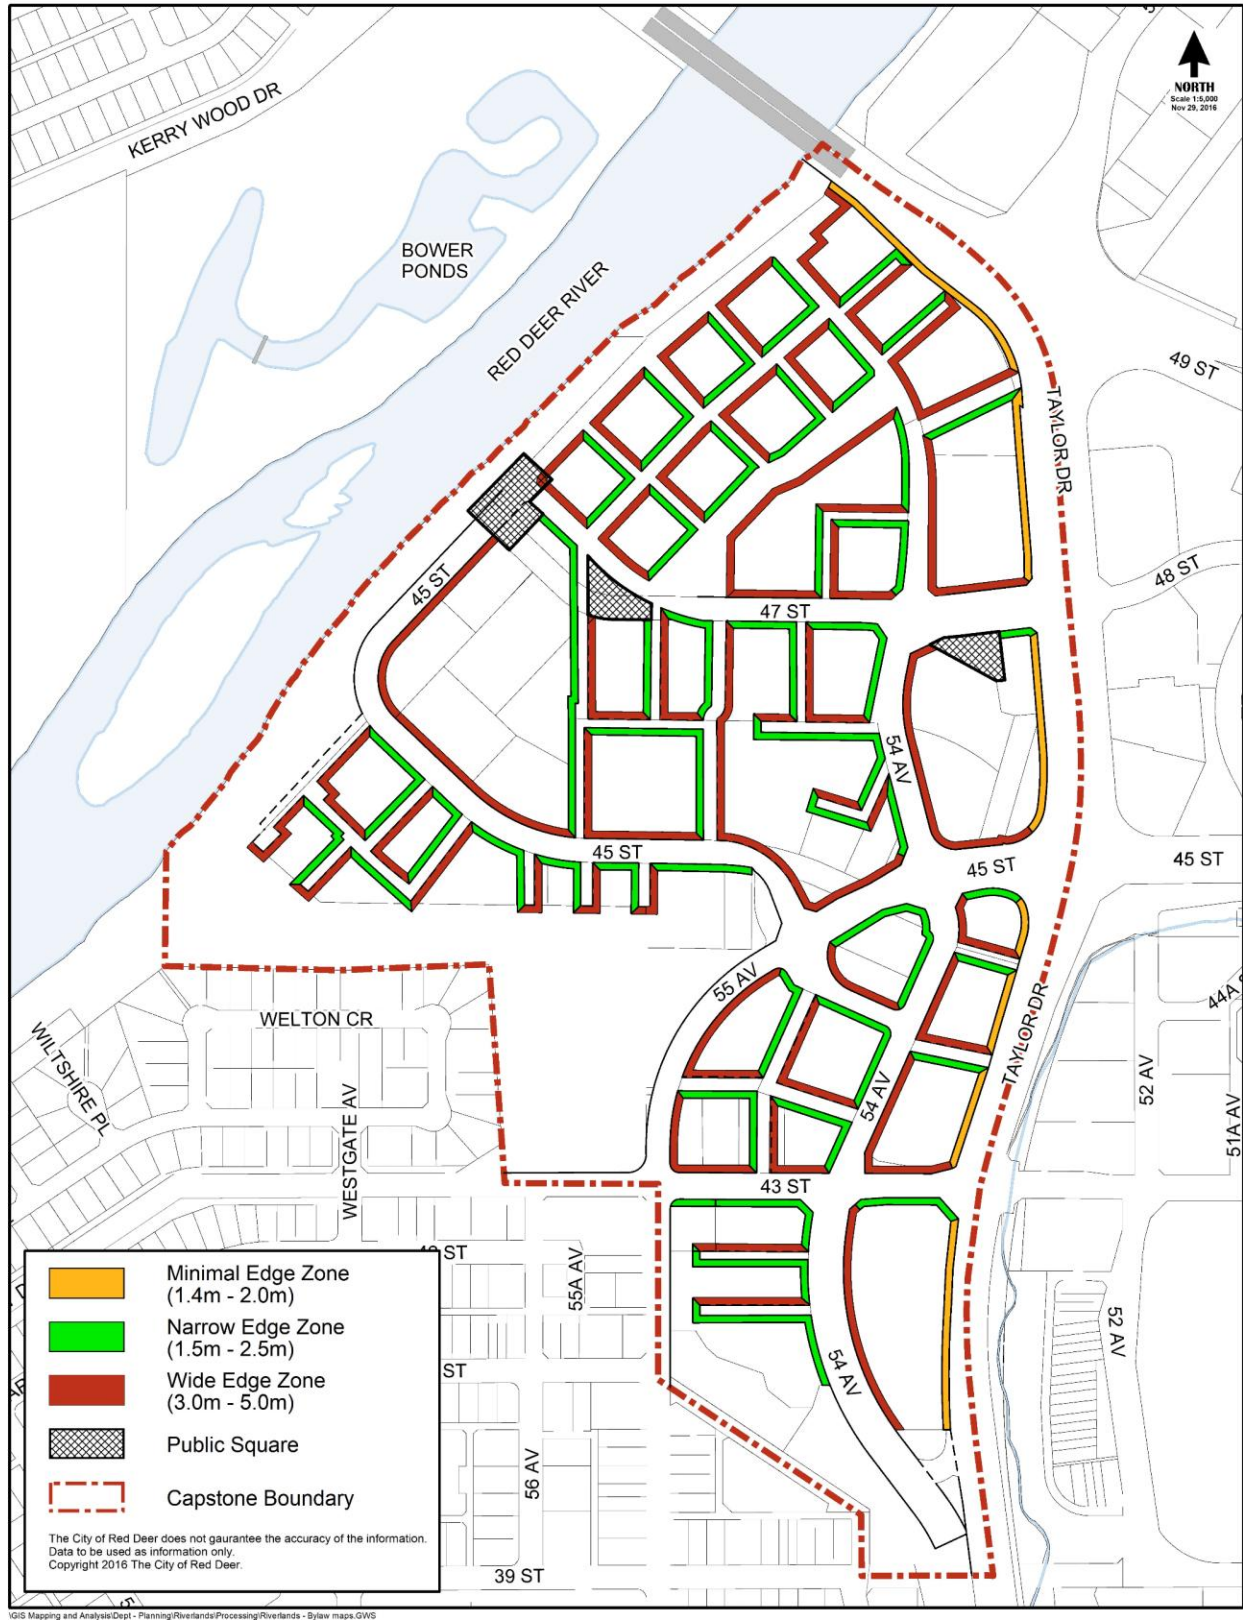 NORTH
Scale 1:5,000
Nov 29, 2016
KERRY WOOD DR
BOWER
PONDS
RED DEER RIVER
49 ST
TAYLOR DR
48 ST
45 ST
47 ST
54 AV
45 ST
45 ST
45 ST
55 AV
44A
WELTON CR
WILTSHIRE PL
WESTGATE AV
TAYLOR DR
52 AV
51A AV
54 AV
43 ST
ST
55A AV
52 AV
ST
54 AV
56 AV
39 ST
Minimal Edge Zone
(1.4m - 2.0m)
Narrow Edge Zone
(1.5m - 2.5m)
Wide Edge Zone
(3.0m - 5.0m)
Public Square
Capstone Boundary
The City of Red Deer does not gaurantee the accuracy of the information.
Data to be used as information only.
Copyright 2016 The City of Red Deer.
\GIS Mapping and Analysis\Dept - Planning\Riverlands\Processing\Riverlands - Bylaw maps.GWS